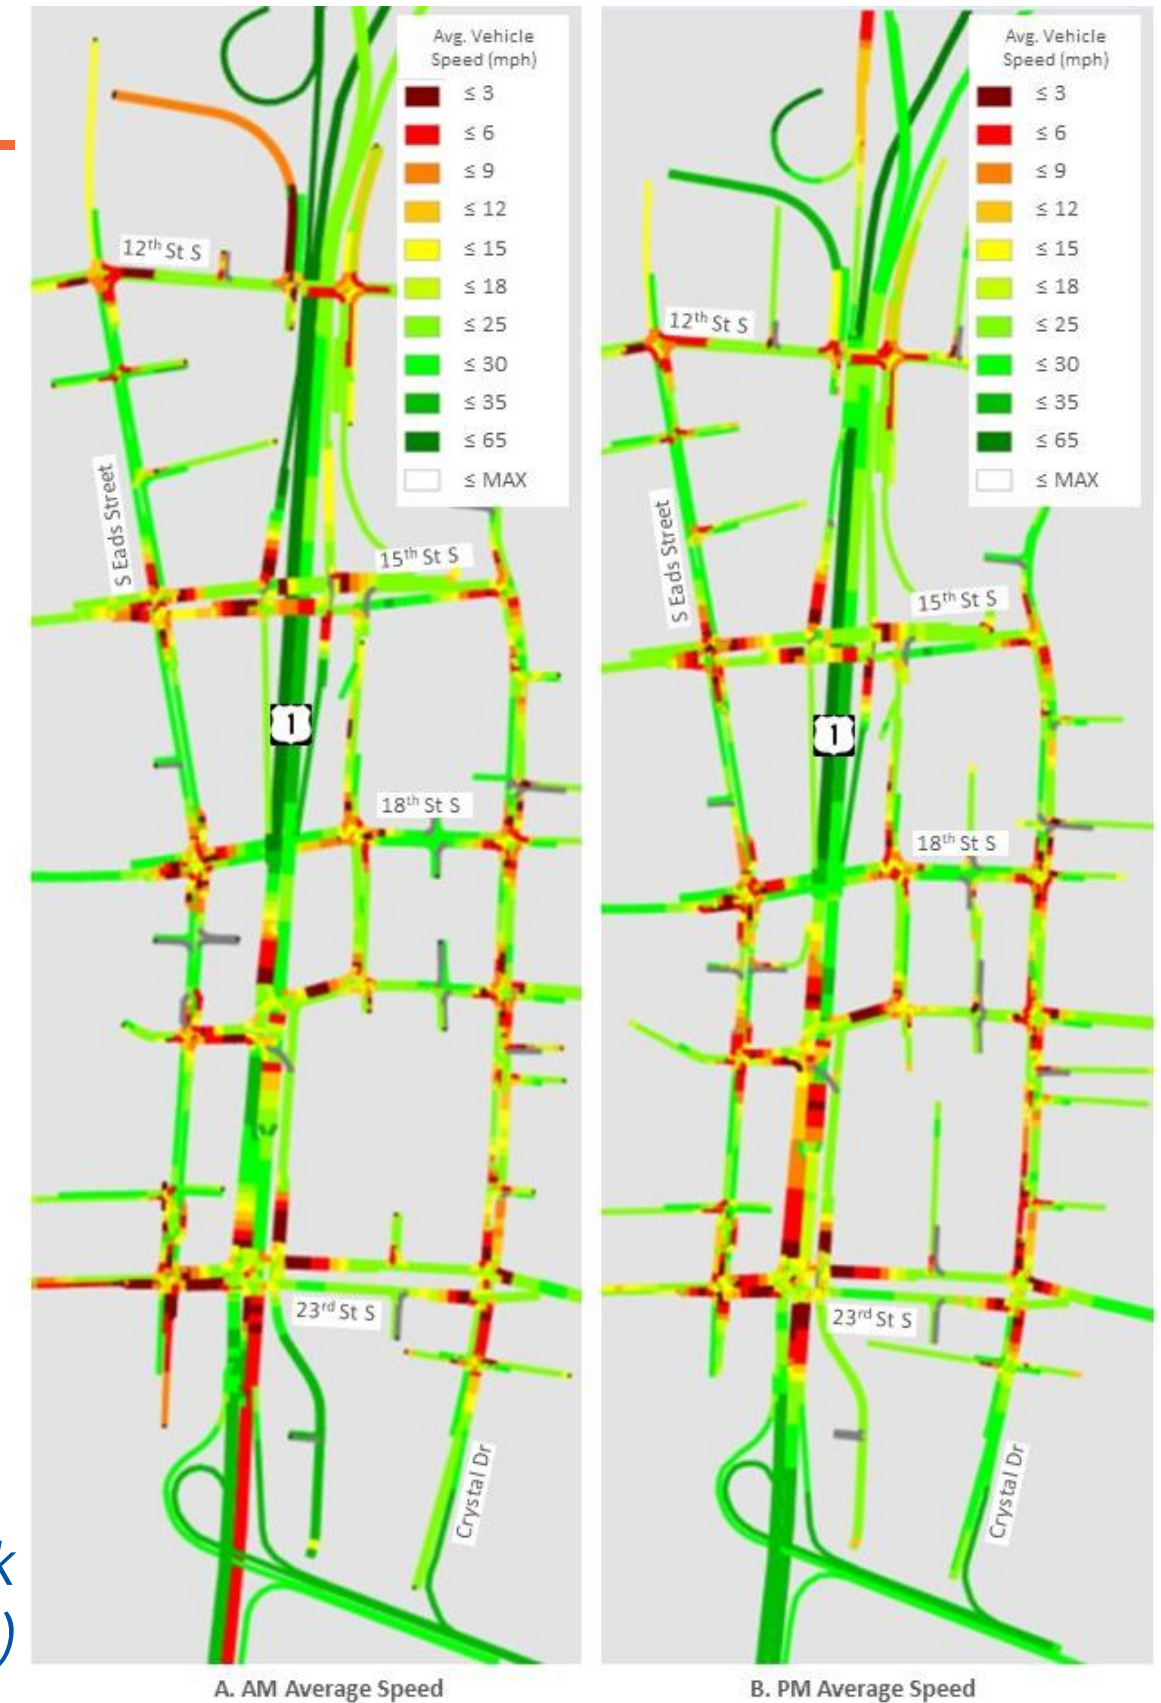 Avg. Vehicle
Speed (mph)
≤ 3
≤ 6
≤ 9
≤ 12
≤ 15
≤ 18
≤ 25
≤ 30
≤ 35
≤ 65
≤ MAX
12th St S
S Eads Street
15th St S
1
18th St S
23rd St S
Crystal Dr
A. AM Average Speed
Avg. Vehicle
Speed (mph)
≤ 3
≤ 6
≤ 9
≤ 12
≤ 15
≤ 18
≤ 25
≤ 30
≤ 35
≤ 65
≤ MAX
12th St S
S Eads Street
15th St S
1
18th St S
23rd St S
Crystal Dr
B. PM Average Speed
k
)